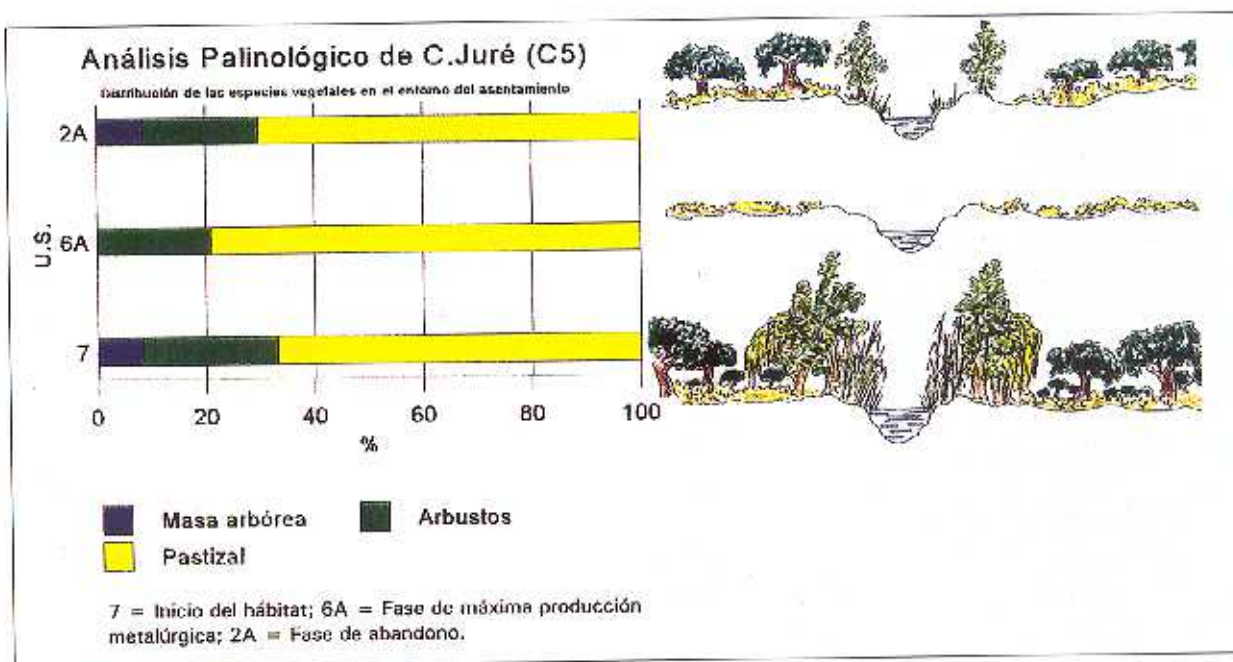 Análisis Palinológico de C.Juré (C5)
Distribución de las especies vegetales en el entorno del asentamiento
2A
6A
U.S.
7
0 20 40 60 80 100
%
Masa arbórea
Arbustos
Pastizal
7 = Inicio del hábitat; 6A = Fase de máxima producción
metalúrgica; 2A = Fase de abandono.